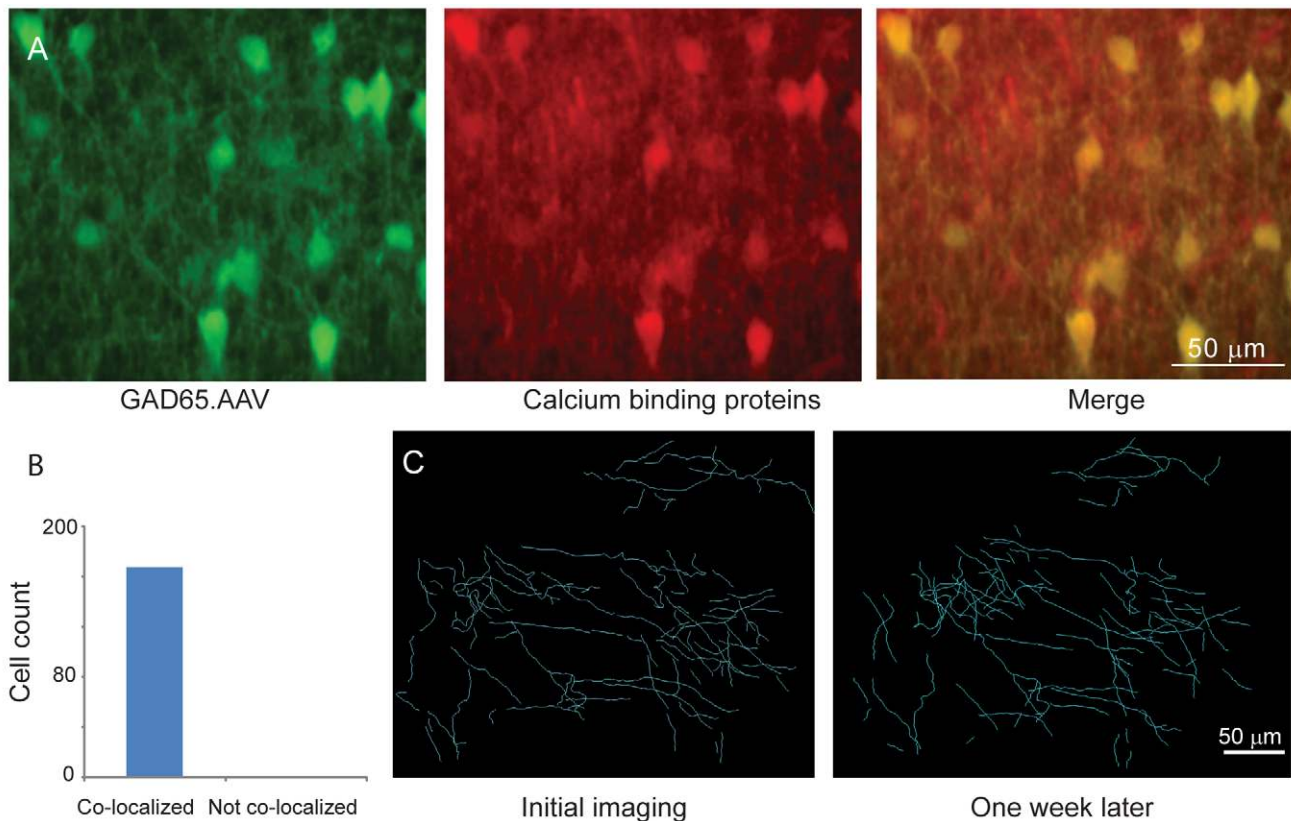 A
50 μm
GAD65.AAV Calcium binding proteins Merge
B
C
200
80
0
Cell count
Co-localized Not co-localized
50 μm
Initial imaging One week later